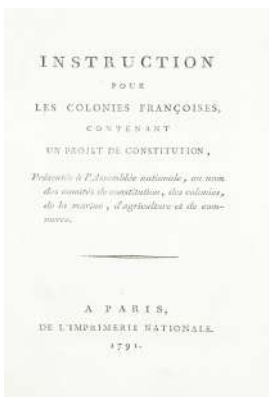 INSTRUCTION
POUR
LES COLONIES FRANÇOISES,
CONTENANT
UN PROJET DE CONSTITUTION,
Présentée à l'Assemblée nationale, au nom
des comités de constitution, des colonies,
de la marine, d'agriculture et de com-
merce.
A PARIS,
DE L'IMPRIMERIE NATIONALE.
1791.